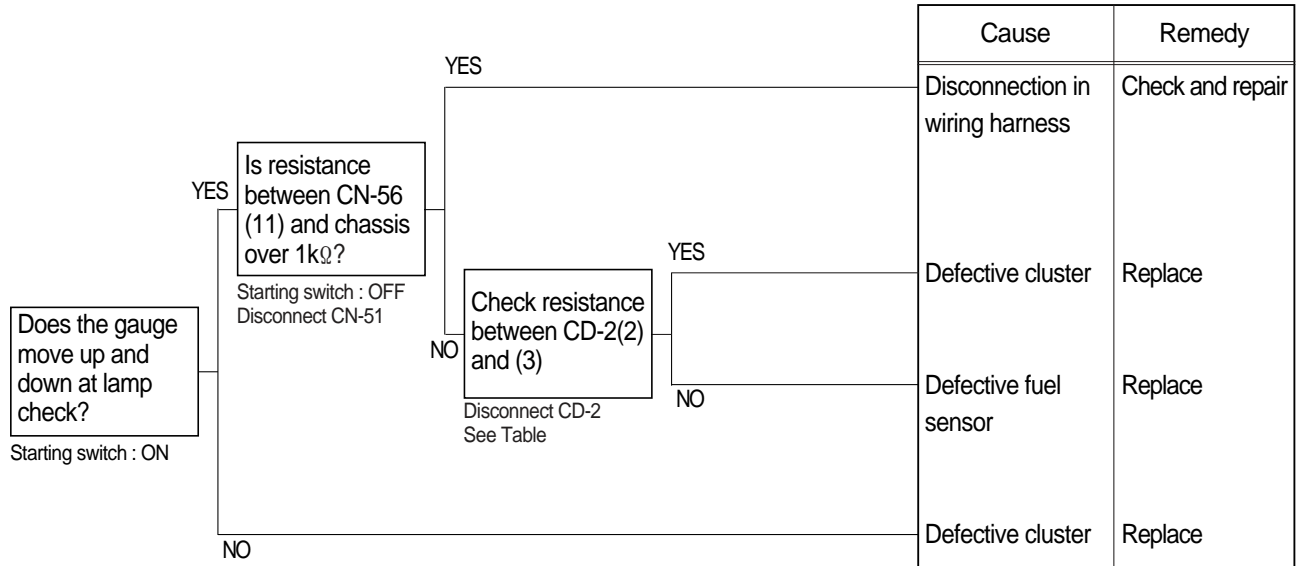 Cause
Remedy
YES
Disconnection in
wiring harness
Check and repair
YES
Is resistance
between CN-56
(11) and chassis
over 1kΩ?
Starting switch : OFF
Disconnect CN-51
YES
Defective cluster
Replace
NO
Check resistance
between CD-2(2)
and (3)
Disconnect CD-2
See Table
NO
Defective fuel
sensor
Replace
Does the gauge
move up and
down at lamp
check?
Starting switch : ON
NO
Defective cluster
Replace